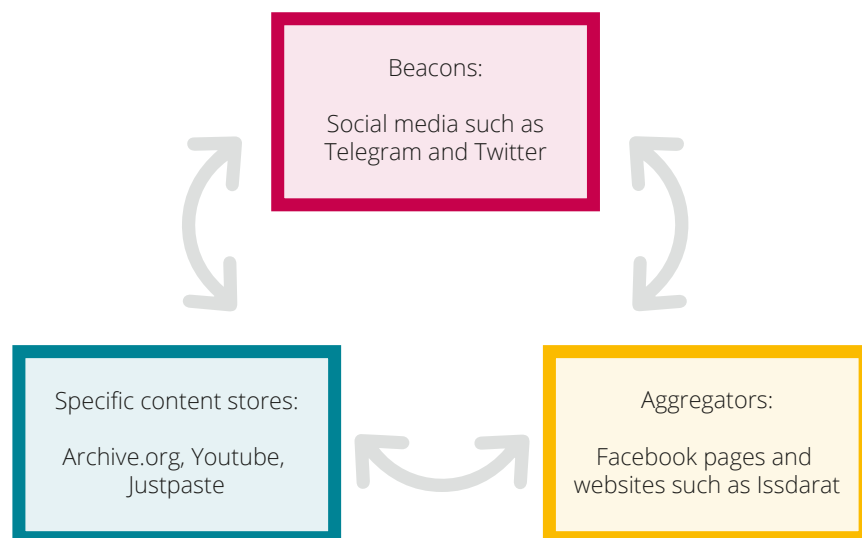 Beacons:
Social media such as
Telegram and Twitter
Specific content stores:
Archive.org, Youtube,
Justpaste
Aggregators:
Facebook pages and
websites such as Issdarat